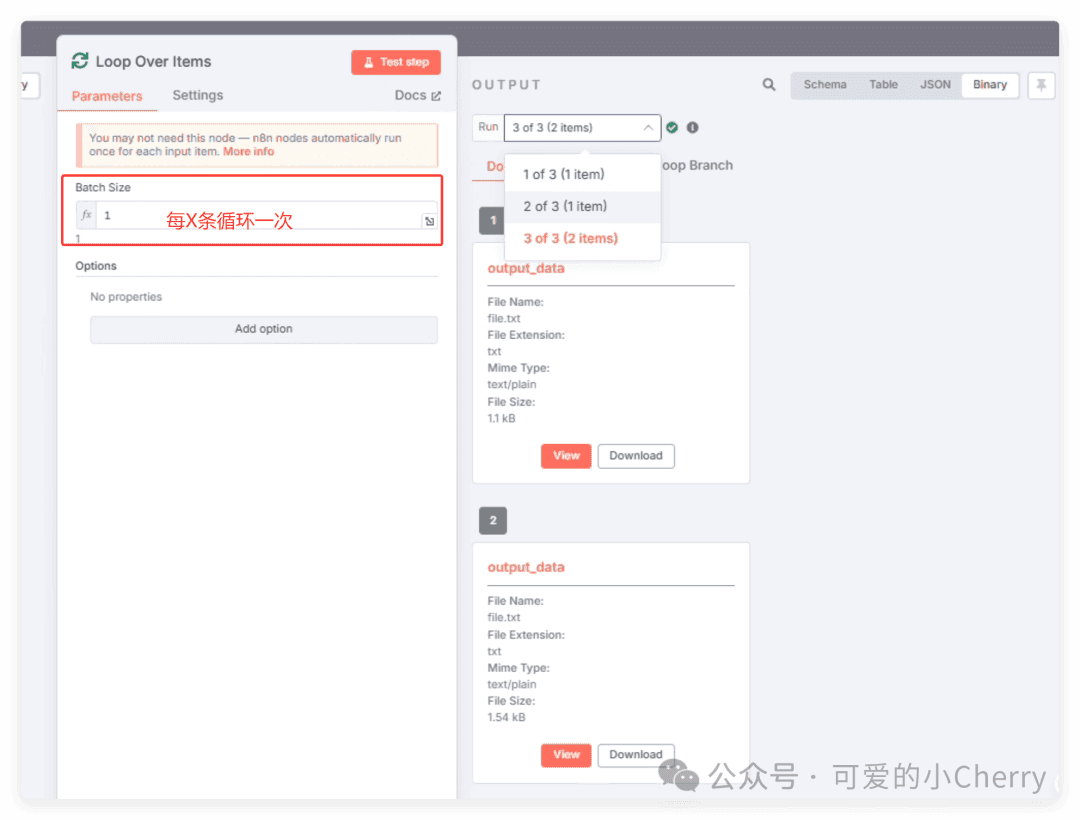 y
Loop Over Items
Test step
Parameters
Settings
Docs
You may not need this node — n8n nodes automatically run
once for each input item. More info
Batch Size
fx
1
每X条循环一次
1
Options
No properties
Add option
OUTPUT
Schema
Table
JSON
Binary
Run
3 of 3 (2 items)
Do
oop Branch
1 of 3 (1 item)
2 of 3 (1 item)
3 of 3 (2 items)
1
output_data
File Name:
file.txt
File Extension:
txt
Mime Type:
text/plain
File Size:
1.1 kB
View
Download
2
output_data
File Name:
file.txt
File Extension:
txt
Mime Type:
text/plain
File Size:
1.54 kB
View
Download
公众号 · 可爱的小Cherry